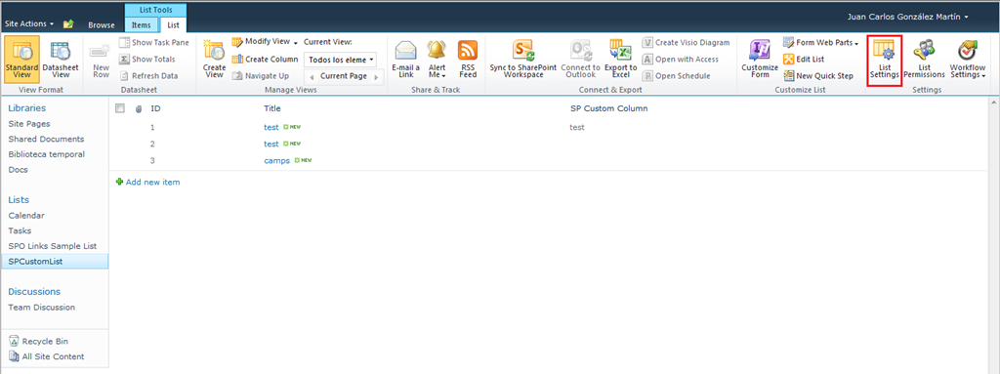 List Tools
Juan Carlos González Martín
Site Actions Browse Items List
Standard View
Datasheet View
View Format
New Row
Show Task Pane
Show Totals
Refresh Data
Datasheet
Create View
Modify View
Create Column
Navigate Up
Current View:
Todos los eleme
Current Page
Manage Views
E-mail a Link
Alert Me
RSS Feed
Share & Track
Sync to SharePoint Workspace
Connect to Outlook
Export to Excel
Create Visio Diagram
Open with Access
Open Schedule
Connect & Export
Customize Form
Form Web Parts
Edit List
New Quick Step
Customize List
List Settings
List Permissions
Workflow Settings
Settings
Libraries
Site Pages
Shared Documents
Biblioteca temporal
Docs
Lists
Calendar
Tasks
SPO Links Sample List
SPCustomList
Discussions
Team Discussion
Recycle Bin
All Site Content
ID Title SP Custom Column
1 test NEW test
2 test NEW
3 camps NEW
Add new item